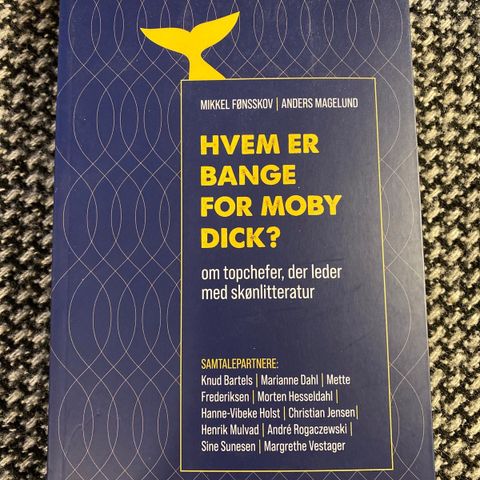 MIKKEL FØNSSKOV | ANDERS MAGELUND
HVEM ER
BANGE
FOR MOBY
DICK?
om topchefer, der leder
med skønlitteratur
SAMTALEPARTNERE:
Knud Bartels | Marianne Dahl | Mette
Frederiksen | Morten Hesseldahl |
Hanne-Vibeke Holst | Christian Jensen |
Henrik Mulvad | André Rogaczewski |
Sine Sunesen | Margrethe Vestager